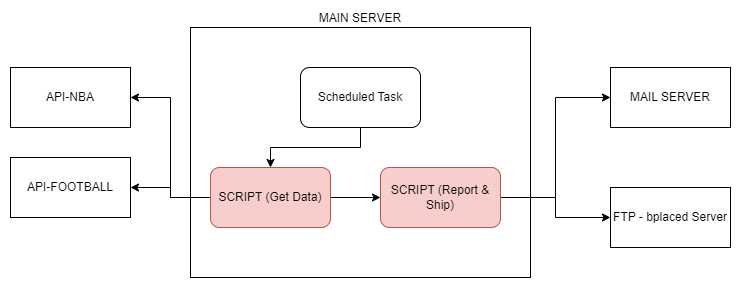 MAIN SERVER
API-NBA
Scheduled Task
MAIL SERVER
API-FOOTBALL
SCRIPT (Get Data)
SCRIPT (Report &
Ship)
FTP - bplaced Server